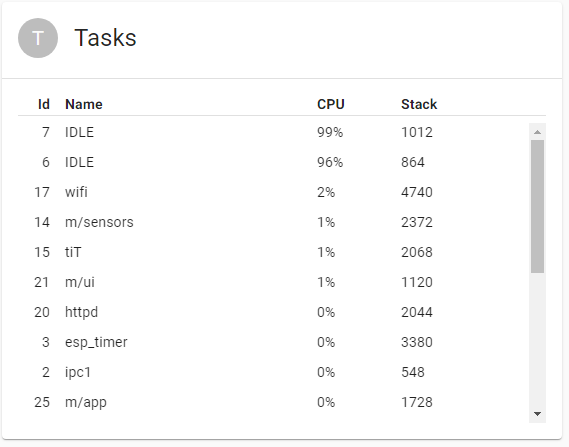 T Tasks
Id Name CPU Stack
7 IDLE 99% 1012
6 IDLE 96% 864
17 wifi 2% 4740
14 m/sensors 1% 2372
15 tiT 1% 2068
21 m/ui 1% 1120
20 httpd 0% 2044
3 esp_timer 0% 3380
2 ipc1 0% 548
25 m/app 0% 1728